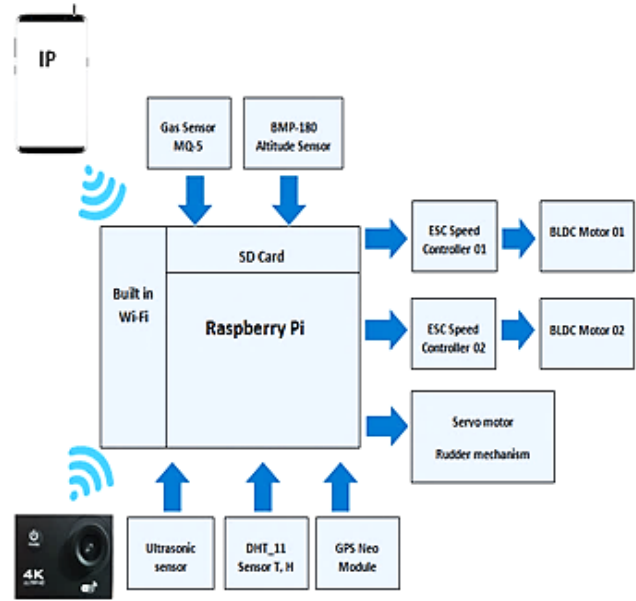 IP
Gas Sensor
MQ-5
BMP-180
Altitude Sensor
ESC Speed
Controller 01
BLDC Motor 01
SD Card
Built in
Wi-Fi
Raspberry Pi
ESC Speed
Controller 02
BLDC Motor 02
Servo motor
Rudder mechanism
4K
Ultrasonic
sensor
DHT_11
Sensor T, H
GPS Neo
Module